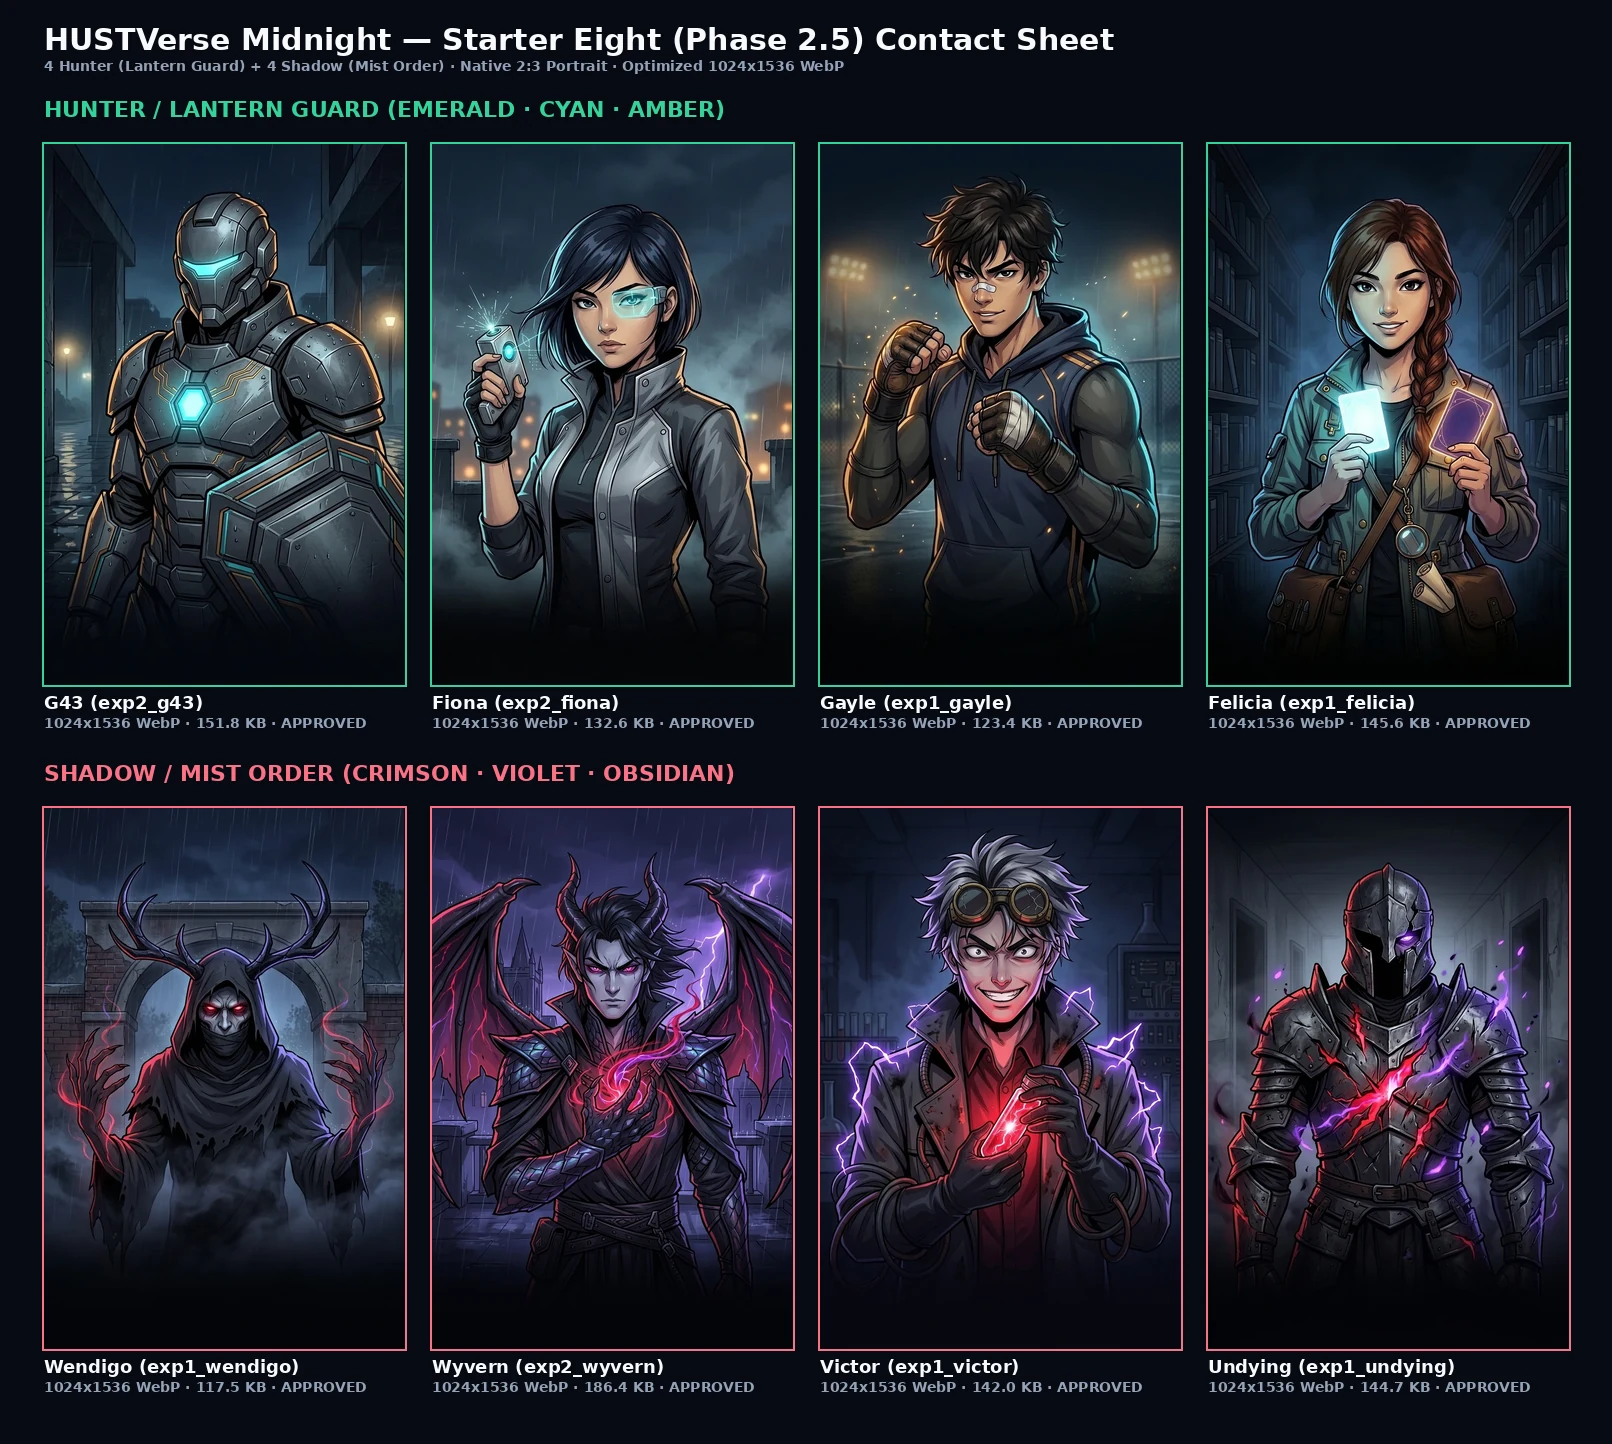 HUSTVerse Midnight — Starter Eight (Phase 2.5) Contact Sheet
4 Hunter (Lantern Guard) + 4 Shadow (Mist Order) · Native 2:3 Portrait · Optimized 1024x1536 WebP
HUNTER / LANTERN GUARD (EMERALD · CYAN · AMBER)
G43 (exp2_g43)
1024x1536 WebP · 151.8 KB · APPROVED
Fiona (exp2_fiona)
1024x1536 WebP · 132.6 KB · APPROVED
Gayle (exp1_gayle)
1024x1536 WebP · 123.4 KB · APPROVED
Felicia (exp1_felicia)
1024x1536 WebP · 145.6 KB · APPROVED
SHADOW / MIST ORDER (CRIMSON · VIOLET · OBSIDIAN)
Wendigo (exp1_wendigo)
1024x1536 WebP · 117.5 KB · APPROVED
Wyvern (exp2_wyvern)
1024x1536 WebP · 186.4 KB · APPROVED
Victor (exp1_victor)
1024x1536 WebP · 142.0 KB · APPROVED
Undying (exp1_undying)
1024x1536 WebP · 144.7 KB · APPROVED